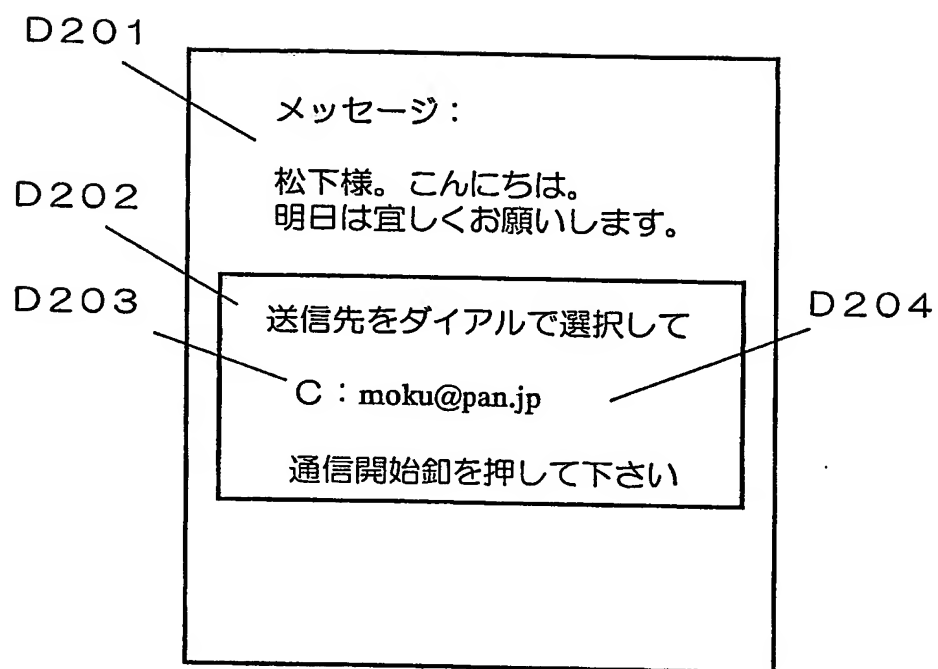 D201
メッセージ:
松下様。こんにちは。
明日は宜しくお願いします。
D202
送信先をダイアルで選択して
D203
D204
C:moku@pan.jp
通信開始釦を押して下さい